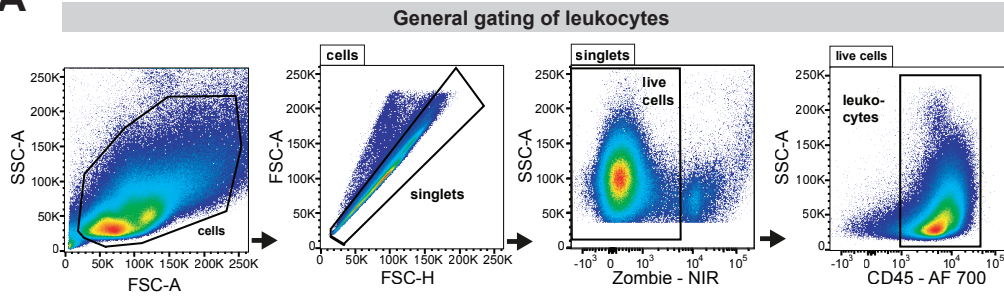 A
General gating of leukocytes
cells
singlets
live cells
250K
200K
150K
100K
50K
0
SSC-A
cells
0 50K 100K 150K 200K 250K
FSC-A
250K
200K
150K
100K
50K
0
FSC-A
singlets
0 50K 100K 150K 200K 250K
FSC-H
250K
200K
150K
100K
50K
0
SSC-A
live
cells
-10³ 0 10³ 10⁴ 10⁵
Zombie - NIR
250K
200K
150K
100K
50K
0
SSC-A
leuko-
cytes
-10³ 0 10³ 10⁴ 10⁵
CD45 - AF 700